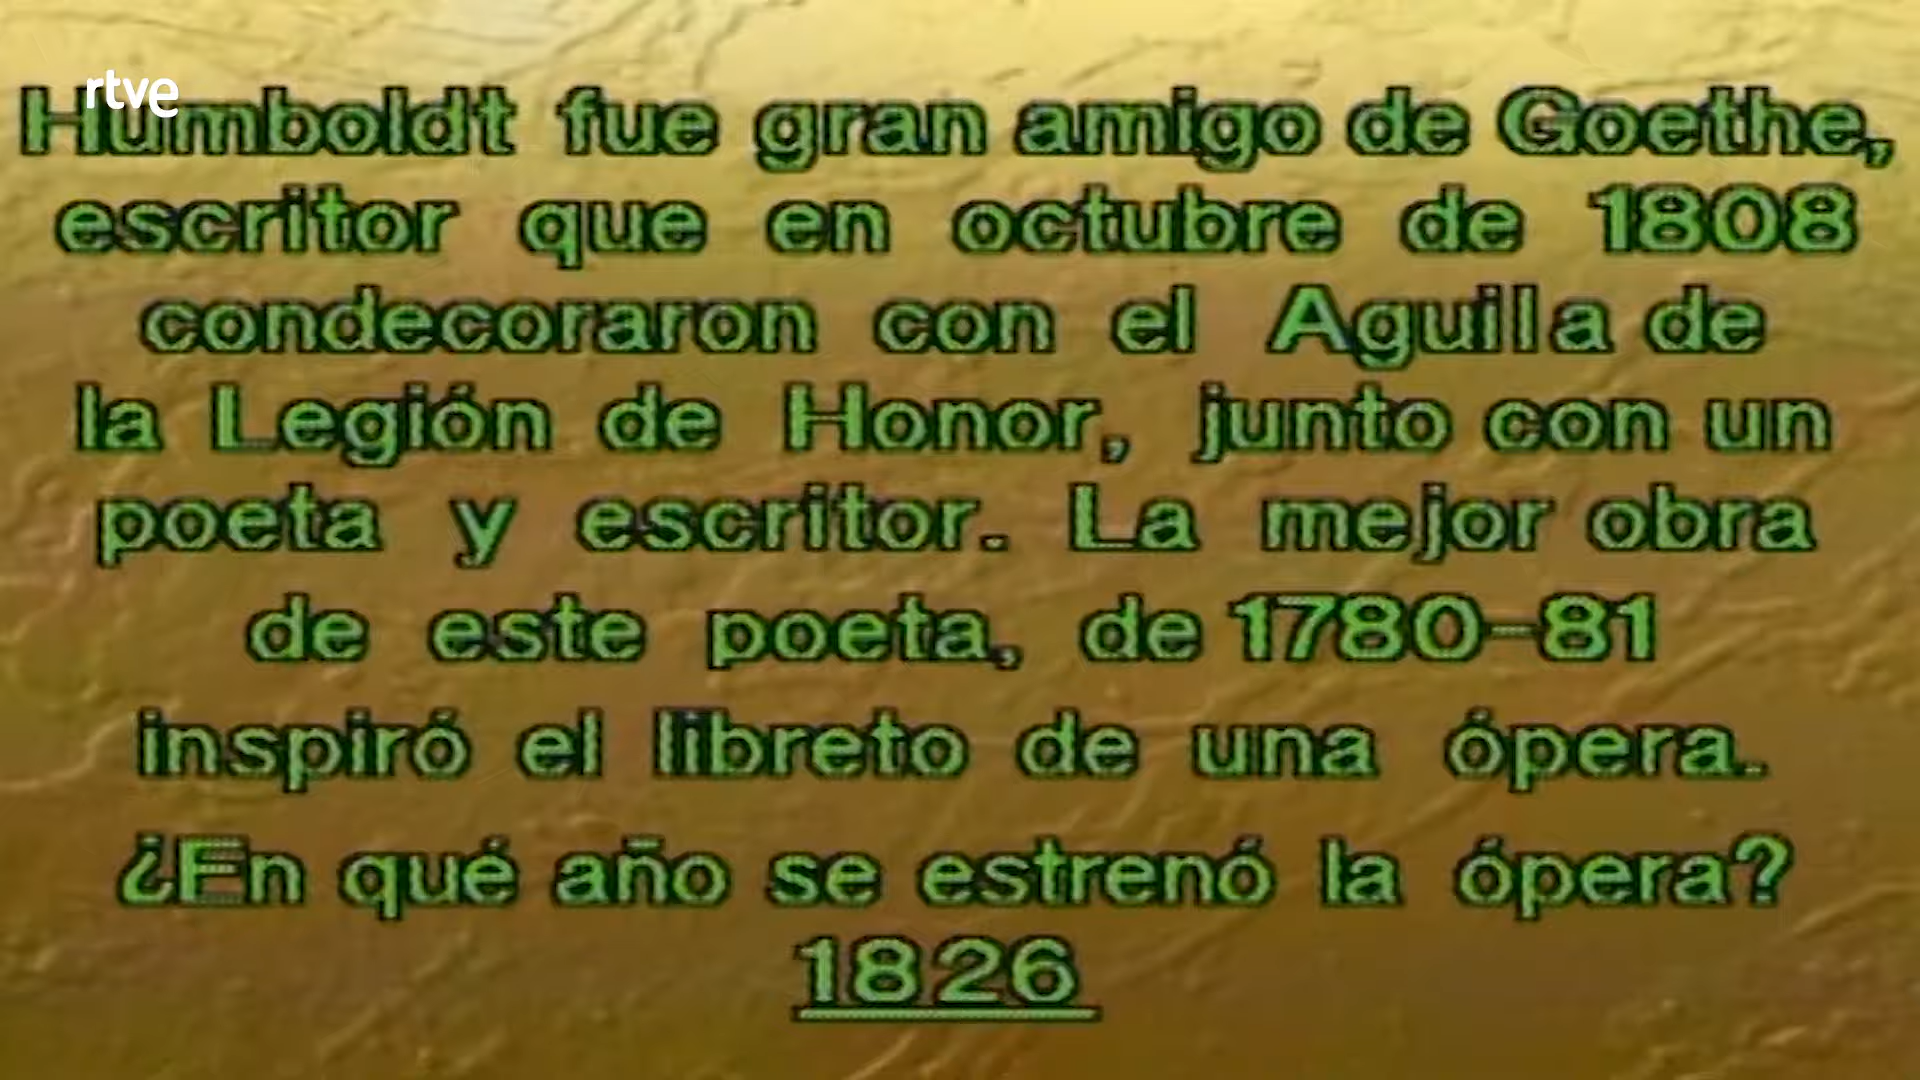 rtve
Humboldt fue gran amigo de Goethe,
escritor que en octubre de 1808
condecoraron con el Aguila de
la Legión de Honor, junto con un
poeta y escritor. La mejor obra
de este poeta, de 1780-81
inspiró el libreto de una ópera.
¿En qué año se estrenó la ópera?
1826